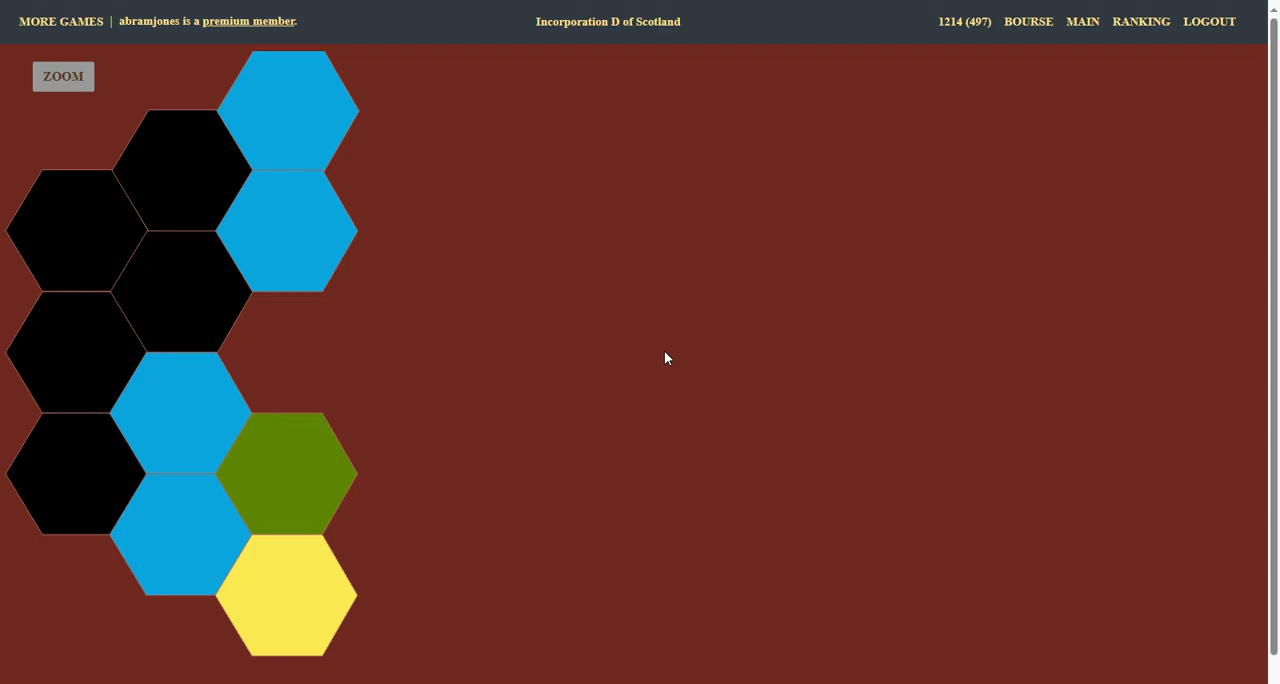 MORE GAMES | abramjones is a premium member. Incorporation D of Scotland 1214 (497) BOURSE MAIN RANKING LOGOUT
ZOOM